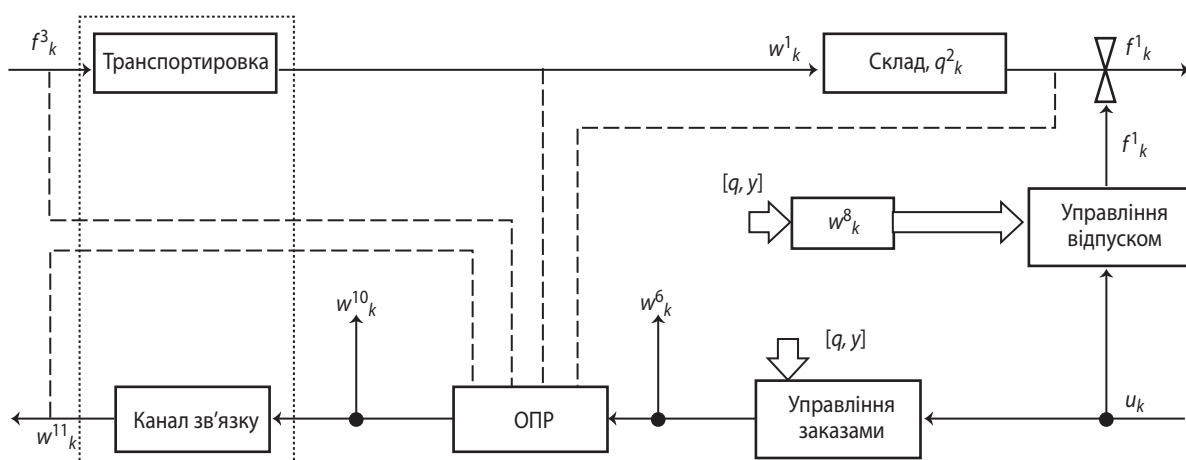 f³ₖ
Транспортировка
w¹ₖ
Склад, q²ₖ
f¹ₖ
f¹ₖ
[q, y]
w⁸ₖ
Управління
відпуском
w¹⁰ₖ
w⁶ₖ
[q, y]
w¹¹ₖ
Канал зв'язку
ОПР
Управління
заказами
uₖ